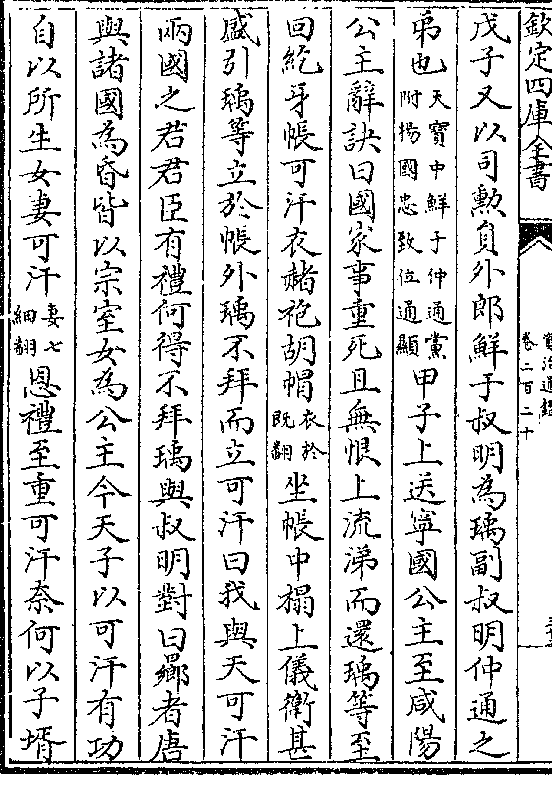 欽定四庫全書
資治通鑑
卷二百二十
戊子又以司勲員外郎鮮于叔明為瑀副叔明仲通之
弟也天寶中鮮于仲通黨附揚國忠致位通顯甲子上送寧國公主至咸陽
公主辭訣曰國家事重死且無恨上流涕而還瑀等至
回紇牙帳可汗衣赭袍胡帽衣於既翻坐帳中榻上儀衛甚
盛引瑀等立於帳外瑀不拜而立可汗曰我與天可汗
兩國之君君臣有禮何得不拜瑀與叔明對曰曏者唐
與諸國為昏皆以宗室女為公主今天子以可汗有功
自以所生女妻可汗妻七細翻恩禮至重可汗奈何以子壻